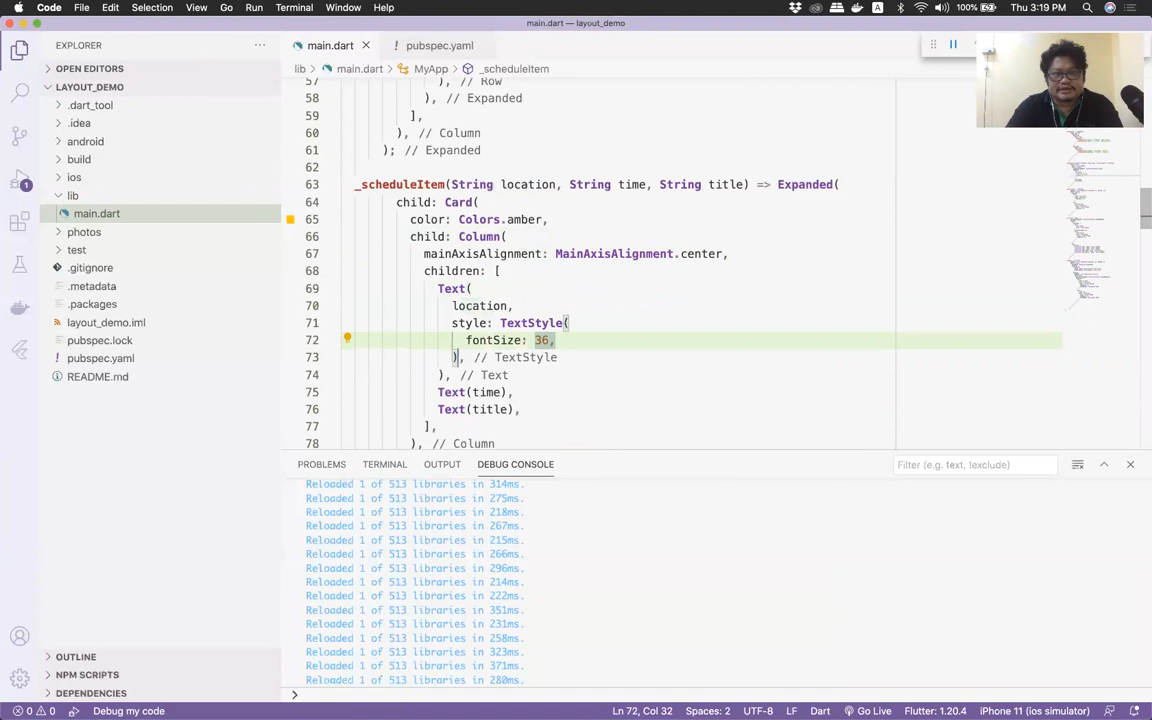 Code File Edit Selection View Go Run Terminal Window Help 100% Thu 3:19 PM
main.dart — layout_demo
EXPLORER
OPEN EDITORS
LAYOUT_DEMO
.dart_tool
.idea
android
build
ios
lib
main.dart
photos
test
.gitignore
.metadata
.packages
layout_demo.iml
pubspec.lock
pubspec.yaml
README.md
OUTLINE
NPM SCRIPTS
DEPENDENCIES
1
main.dart pubspec.yaml
lib > main.dart > MyApp > _scheduleItem
57 ), // Row
58 ), // Expanded
59 ],
60 ), // Column
61 ); // Expanded
62
63 _scheduleItem(String location, String time, String title) => Expanded(
64 child: Card(
65 color: Colors.amber,
66 child: Column(
67 mainAxisAlignment: MainAxisAlignment.center,
68 children: [
69 Text(
70 location,
71 style: TextStyle(
72 fontSize: 36,
73 ), // TextStyle
74 ), // Text
75 Text(time),
76 Text(title),
77 ],
78 ), // Column
PROBLEMS TERMINAL OUTPUT DEBUG CONSOLE Filter (e.g. text, !exclude)
Reloaded 1 of 513 libraries in 314ms.
Reloaded 1 of 513 libraries in 275ms.
Reloaded 1 of 513 libraries in 218ms.
Reloaded 1 of 513 libraries in 267ms.
Reloaded 1 of 513 libraries in 215ms.
Reloaded 1 of 513 libraries in 266ms.
Reloaded 1 of 513 libraries in 296ms.
Reloaded 1 of 513 libraries in 214ms.
Reloaded 1 of 513 libraries in 222ms.
Reloaded 1 of 513 libraries in 351ms.
Reloaded 1 of 513 libraries in 231ms.
Reloaded 1 of 513 libraries in 258ms.
Reloaded 1 of 513 libraries in 323ms.
Reloaded 1 of 513 libraries in 371ms.
Reloaded 1 of 513 libraries in 280ms.
>
0 0 Debug my code Ln 72, Col 32 Spaces: 2 UTF-8 LF Dart Go Live Flutter: 1.20.4 iPhone 11 (ios simulator)